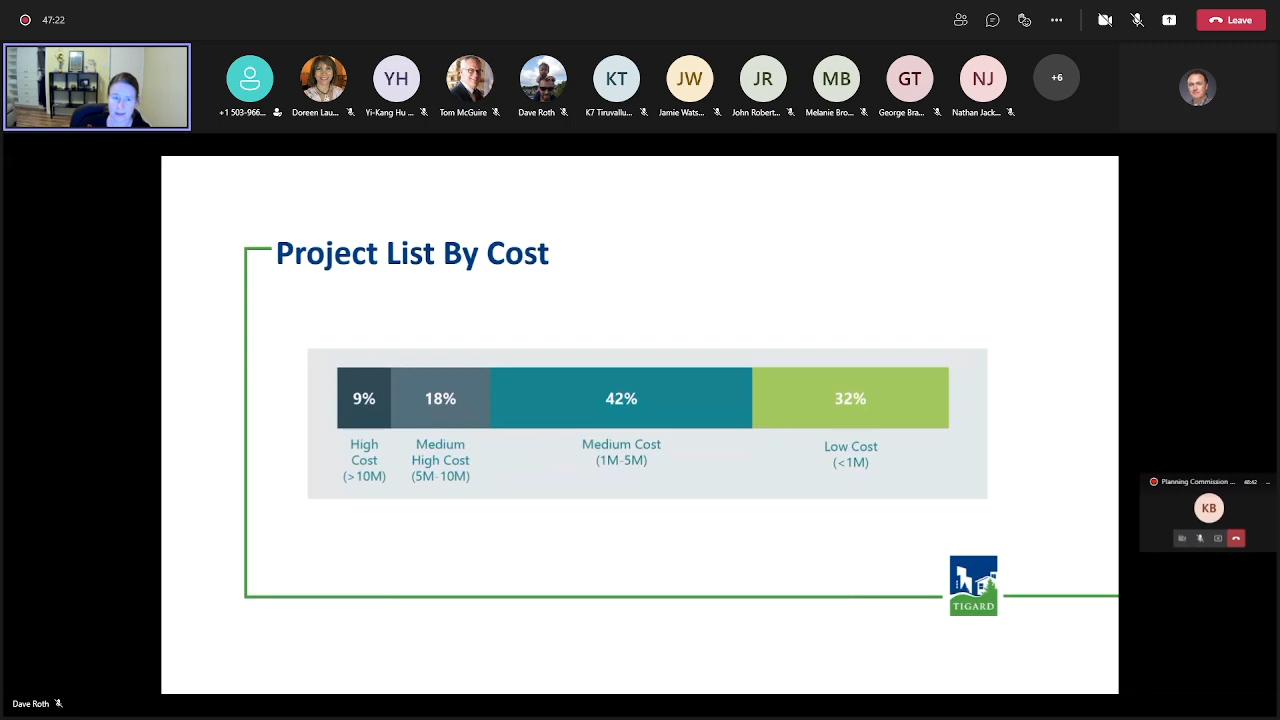 47:22
Leave
YH
KT
JW
JR
MB
GT
NJ
+6
+1 503-966...
Doreen Lau...
Yi-Kang Hu ...
Tom McGuire
Dave Roth
K7 Tiruvallu...
Jamie Wats...
John Robert...
Melanie Bro...
George Bra...
Nathan Jack...
Project List By Cost
9%
18%
42%
32%
High
Cost
(>10M)
Medium
High Cost
(5M-10M)
Medium Cost
(1M-5M)
Low Cost
(<1M)
Planning Commission ...
KB
TIGARD
Dave Roth